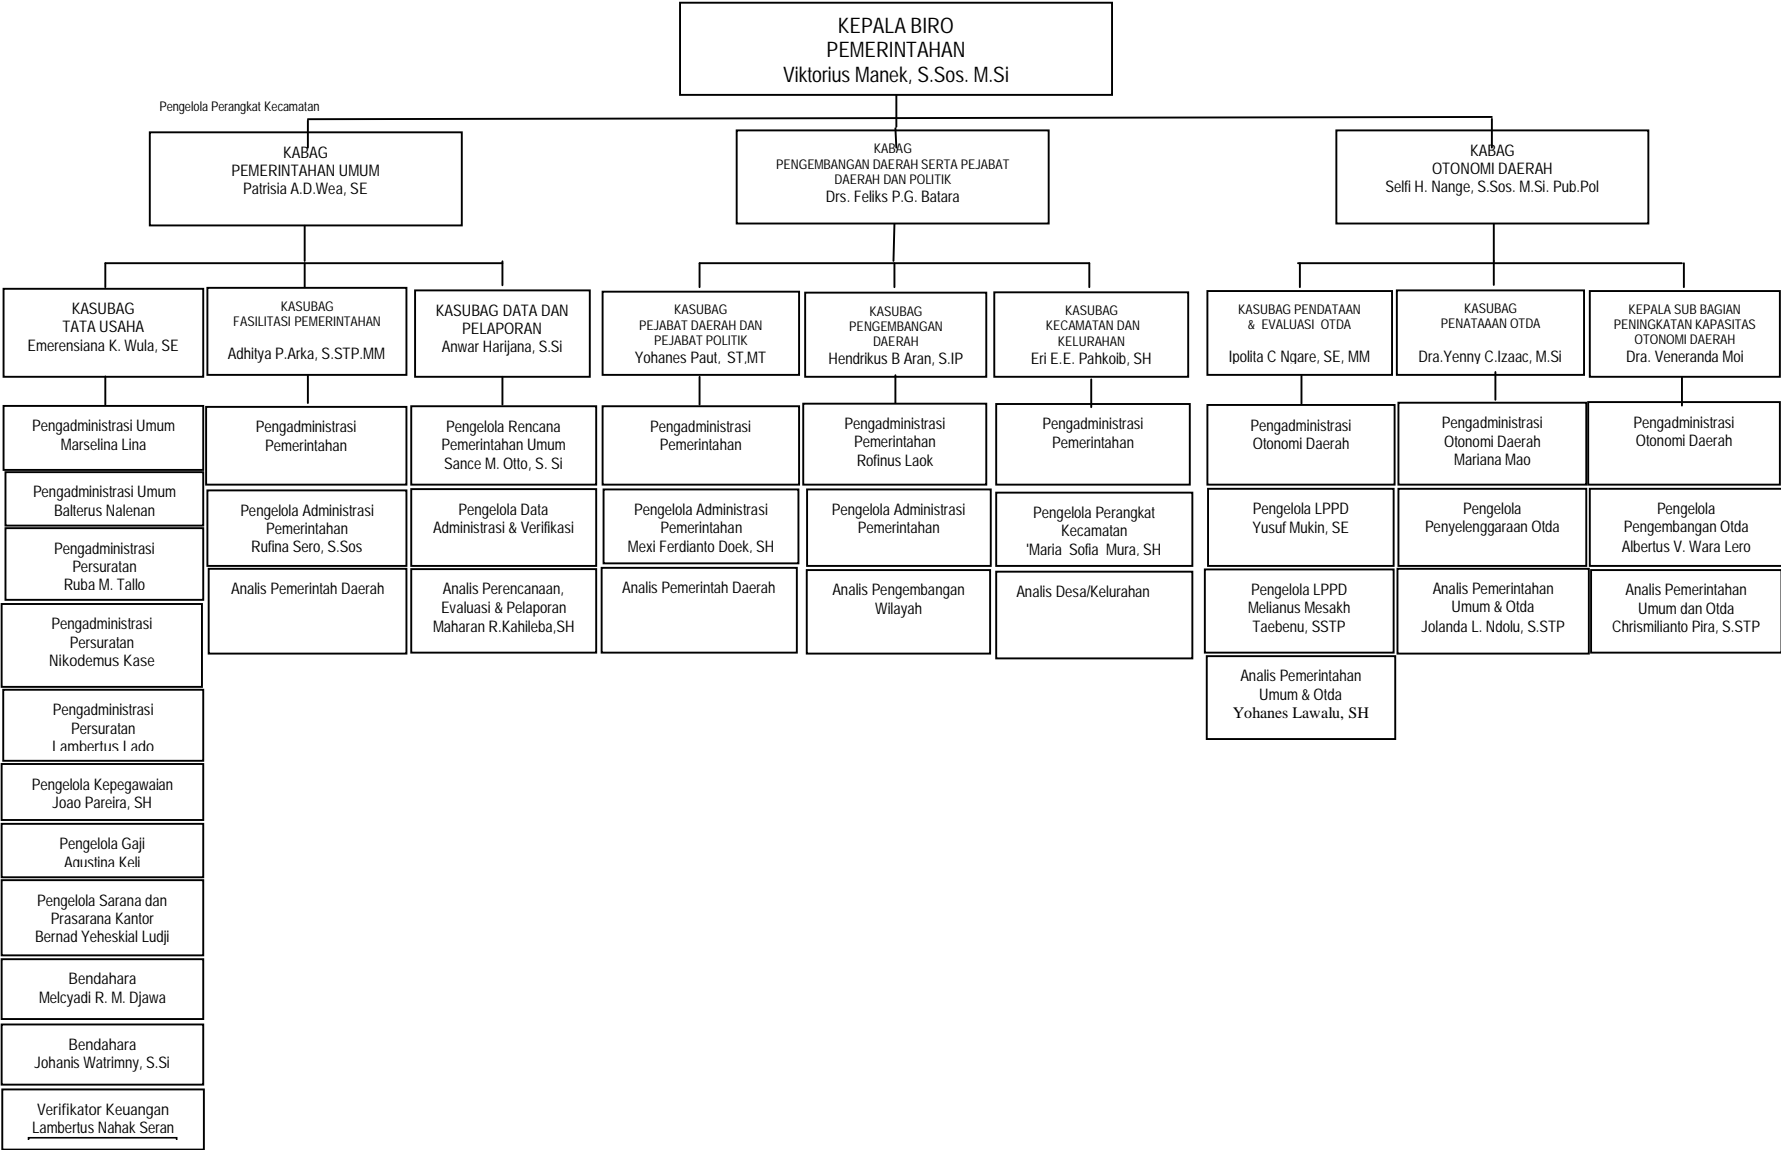 KEPALA BIRO
PEMERINTAHAN
Viktorius Manek, S.Sos. M.Si
Pengelola Perangkat Kecamatan
KABAG
PEMERINTAHAN UMUM
Patrisia A.D.Wea, SE
KABAG
PENGEMBANGAN DAERAH SERTA PEJABAT
DAERAH DAN POLITIK
Drs. Feliks P.G. Batara
KABAG
OTONOMI DAERAH
Selfi H. Nange, S.Sos. M.Si. Pub.Pol
KASUBAG
TATA USAHA
Emerensiana K. Wula, SE
KASUBAG
FASILITASI PEMERINTAHAN
Adhitya P.Arka, S.STP.MM
KASUBAG DATA DAN
PELAPORAN
Anwar Harijana, S.Si
KASUBAG
PEJABAT DAERAH DAN
PEJABAT POLITIK
Yohanes Paut, ST,MT
KASUBAG
PENGEMBANGAN
DAERAH
Hendrikus B Aran, S.IP
KASUBAG
KECAMATAN DAN
KELURAHAN
Eri E.E. Pahkoib, SH
KASUBAG PENDATAAN
& EVALUASI OTDA
Ipolita C Ngare, SE, MM
KASUBAG
PENATAAAN OTDA
Dra.Yenny C.Izaac, M.Si
KEPALA SUB BAGIAN
PENINGKATAN KAPASITAS
OTONOMI DAERAH
Dra. Veneranda Moi
Pengadministrasi Umum
Marselina Lina
Pengadministrasi Umum
Balterus Nalenan
Pengadministrasi
Persuratan
Ruba M. Tallo
Pengadministrasi
Persuratan
Nikodemus Kase
Pengadministrasi
Persuratan
Lambertus Lado
Pengelola Kepegawaian
Joao Pareira, SH
Pengelola Gaji
Agustina Keli
Pengelola Sarana dan
Prasarana Kantor
Bernad Yeheskial Ludji
Bendahara
Melcyadi R. M. Djawa
Bendahara
Johanis Watrimny, S.Si
Verifikator Keuangan
Lambertus Nahak Seran
Pengadministrasi
Pemerintahan
Pengelola Administrasi
Pemerintahan
Rufina Sero, S.Sos
Analis Pemerintah Daerah
Pengelola Rencana
Pemerintahan Umum
Sance M. Otto, S. Si
Pengelola Data
Administrasi & Verifikasi
Analis Perencanaan,
Evaluasi & Pelaporan
Maharan R.Kahileba,SH
Pengadministrasi
Pemerintahan
Pengelola Administrasi
Pemerintahan
Mexi Ferdianto Doek, SH
Analis Pemerintah Daerah
Pengadministrasi
Pemerintahan
Rofinus Laok
Pengelola Administrasi
Pemerintahan
Analis Pengembangan
Wilayah
Pengadministrasi
Pemerintahan
Pengelola Perangkat
Kecamatan
'Maria Sofia Mura, SH
Analis Desa/Kelurahan
Pengadministrasi
Otonomi Daerah
Pengelola LPPD
Yusuf Mukin, SE
Pengelola LPPD
Melianus Mesakh
Taebenu, SSTP
Analis Pemerintahan
Umum & Otda
Yohanes Lawalu, SH
Pengadministrasi
Otonomi Daerah
Mariana Mao
Pengelola
Penyelenggaraan Otda
Analis Pemerintahan
Umum & Otda
Jolanda L. Ndolu, S.STP
Pengadministrasi
Otonomi Daerah
Pengelola
Pengembangan Otda
Albertus V. Wara Lero
Analis Pemerintahan
Umum dan Otda
Chrismilianto Pira, S.STP